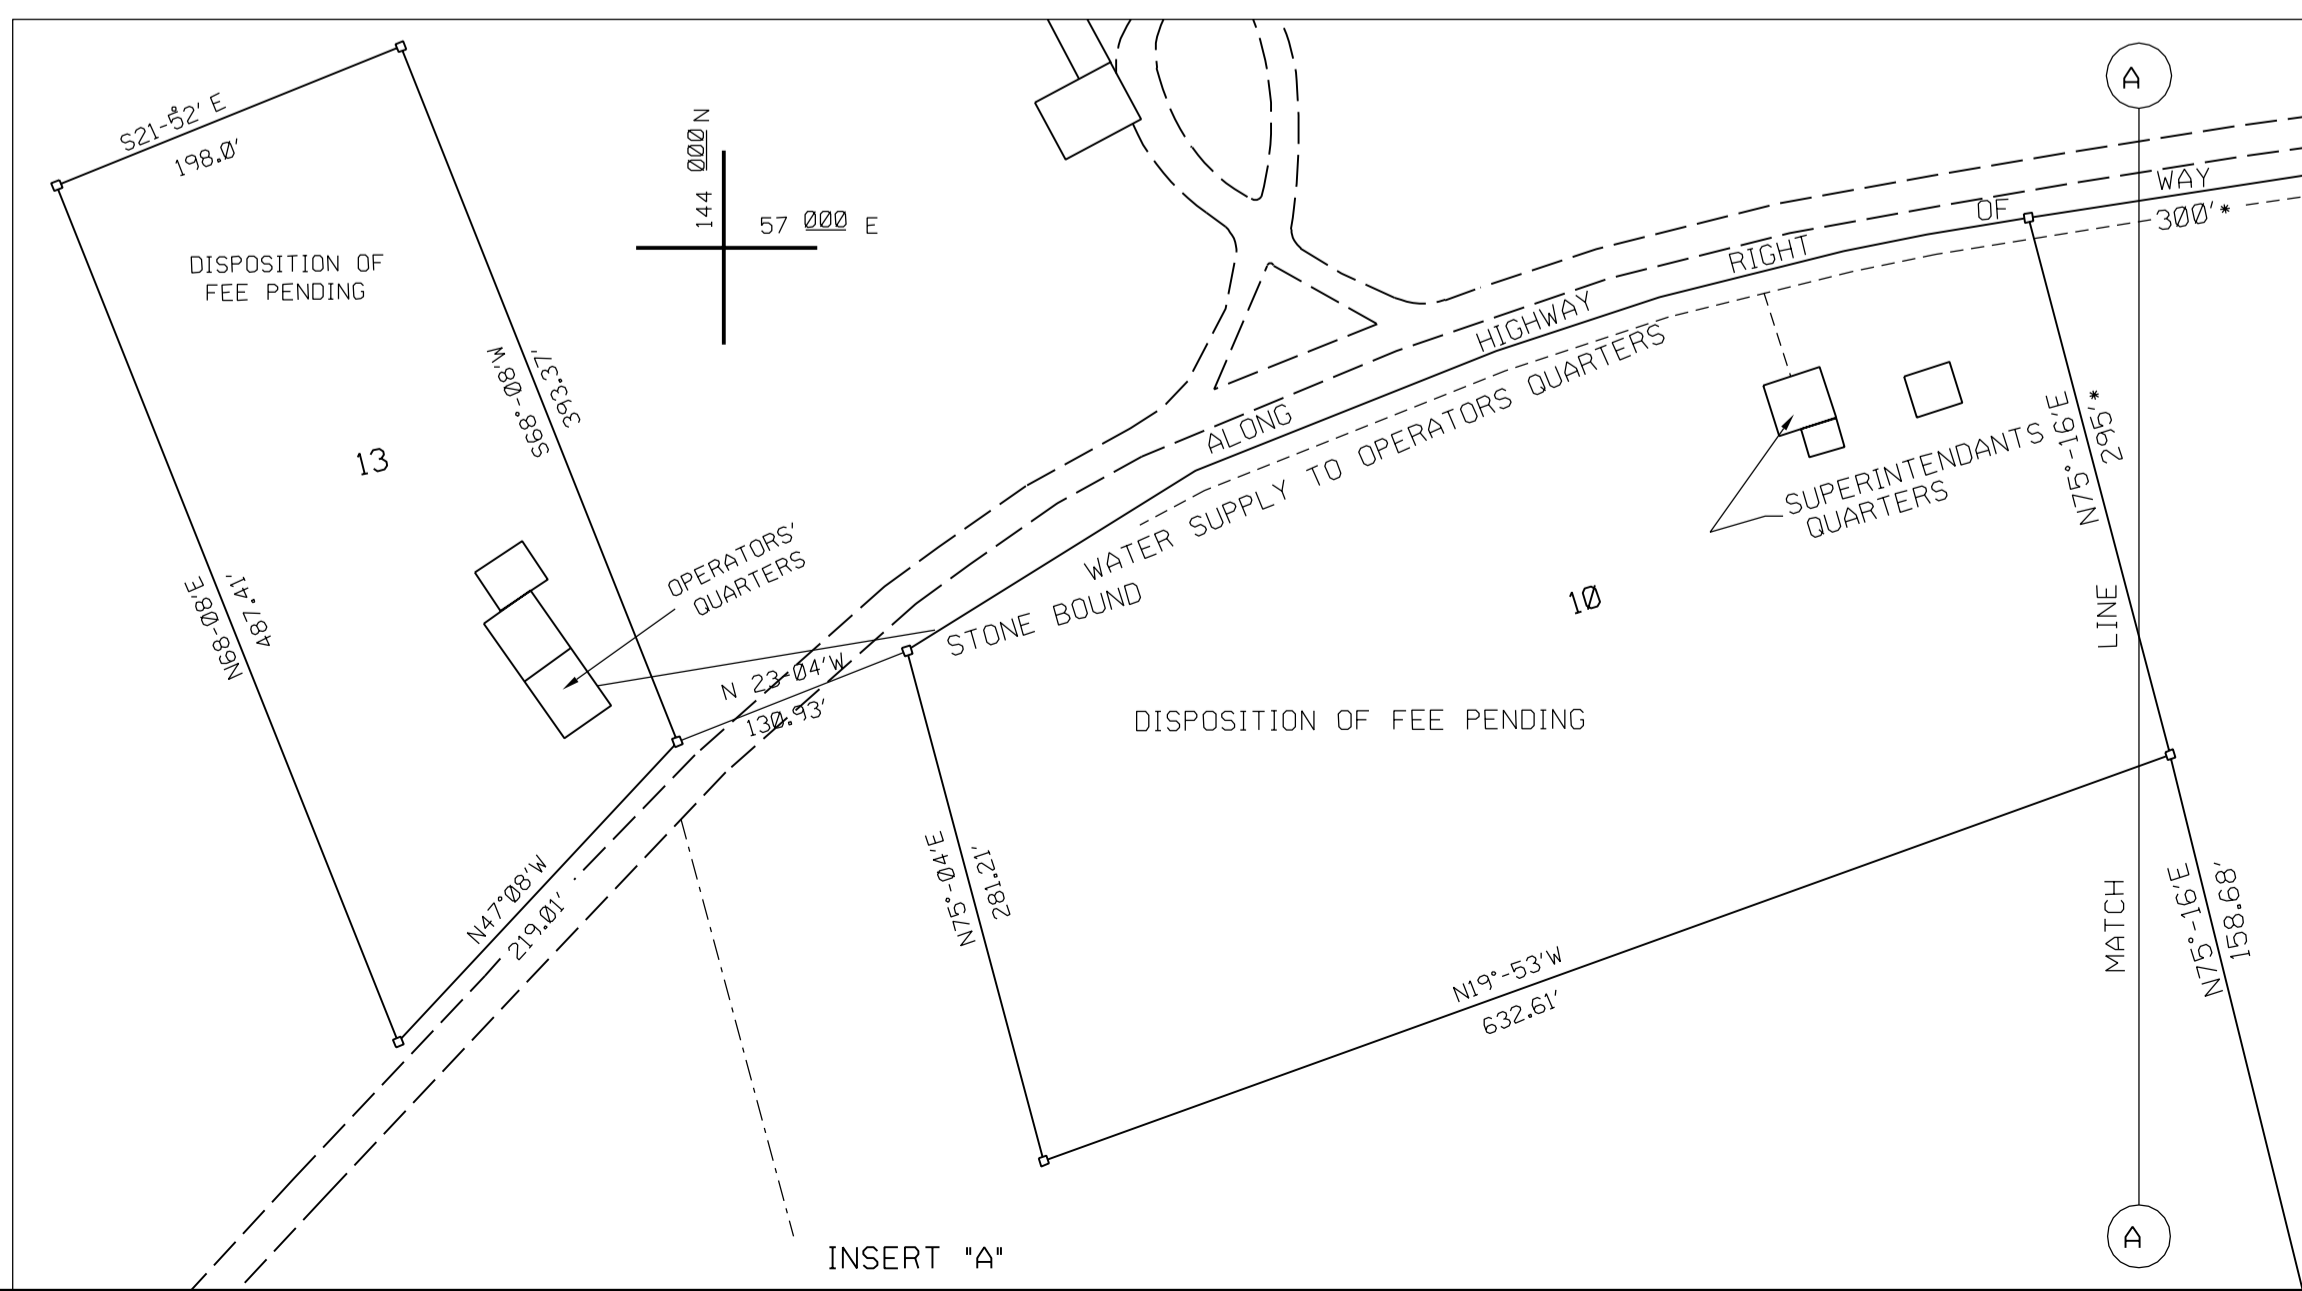 S21-52' E
198.0'
DISPOSITION OF
FEE PENDING
13
S68°-08'W
393.37'
N68-08'E
487.41'
N47°08'W
219.01'
144 000 N
57 000 E
OPERATORS'
QUARTERS
N 23-04'W
130.93'
STONE BOUND
WATER SUPPLY TO OPERATORS QUARTERS
ALONG HIGHWAY RIGHT OF WAY
300'*
SUPERINTENDANTS
QUARTERS
N75°-16'E
295'*
10
DISPOSITION OF FEE PENDING
N75°-04'E
281.21'
N19°-53'W
632.61'
N75°-16'E
158.68'
A
MATCH LINE
A
INSERT "A"